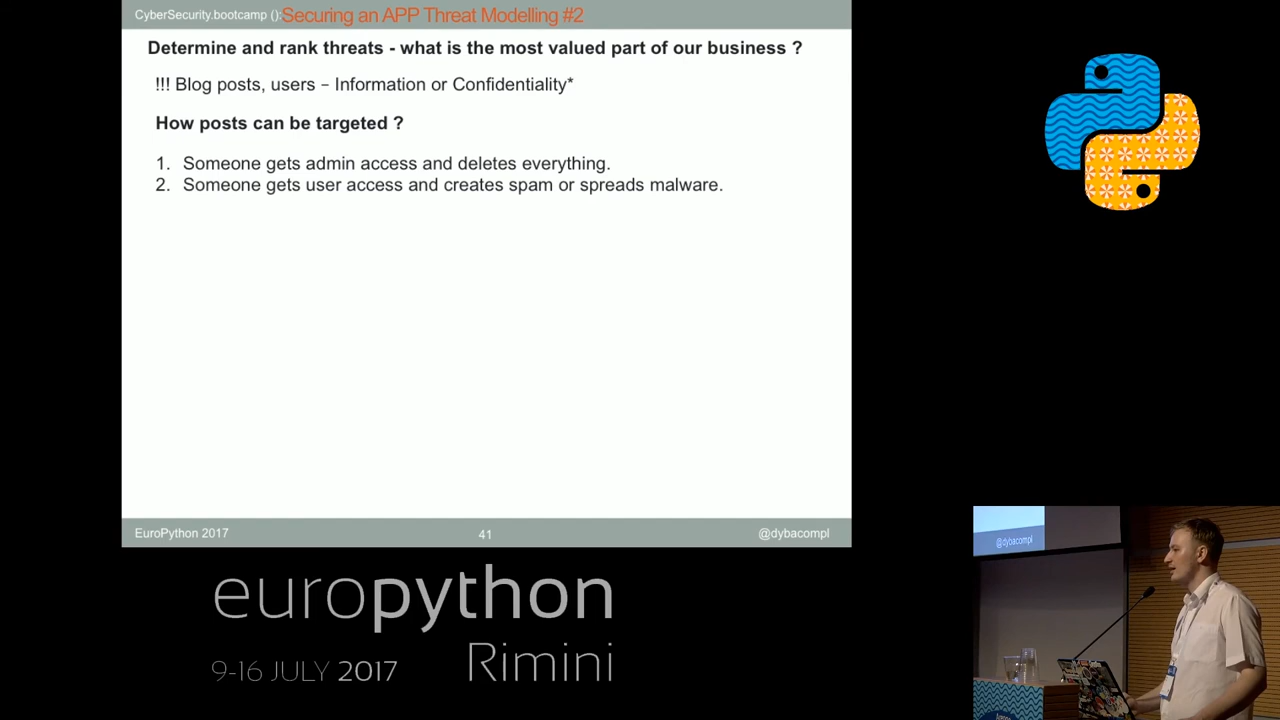 CyberSecurity.bootcamp ():Securing an APP Threat Modelling #2
Determine and rank threats - what is the most valued part of our business ?
!!! Blog posts, users – Information or Confidentiality*
How posts can be targeted ?
1. Someone gets admin access and deletes everything.
2. Someone gets user access and creates spam or spreads malware.
EuroPython 2017
41
@dybacompl
europython
Rimini
9-16 JULY 2017
@dybacompl